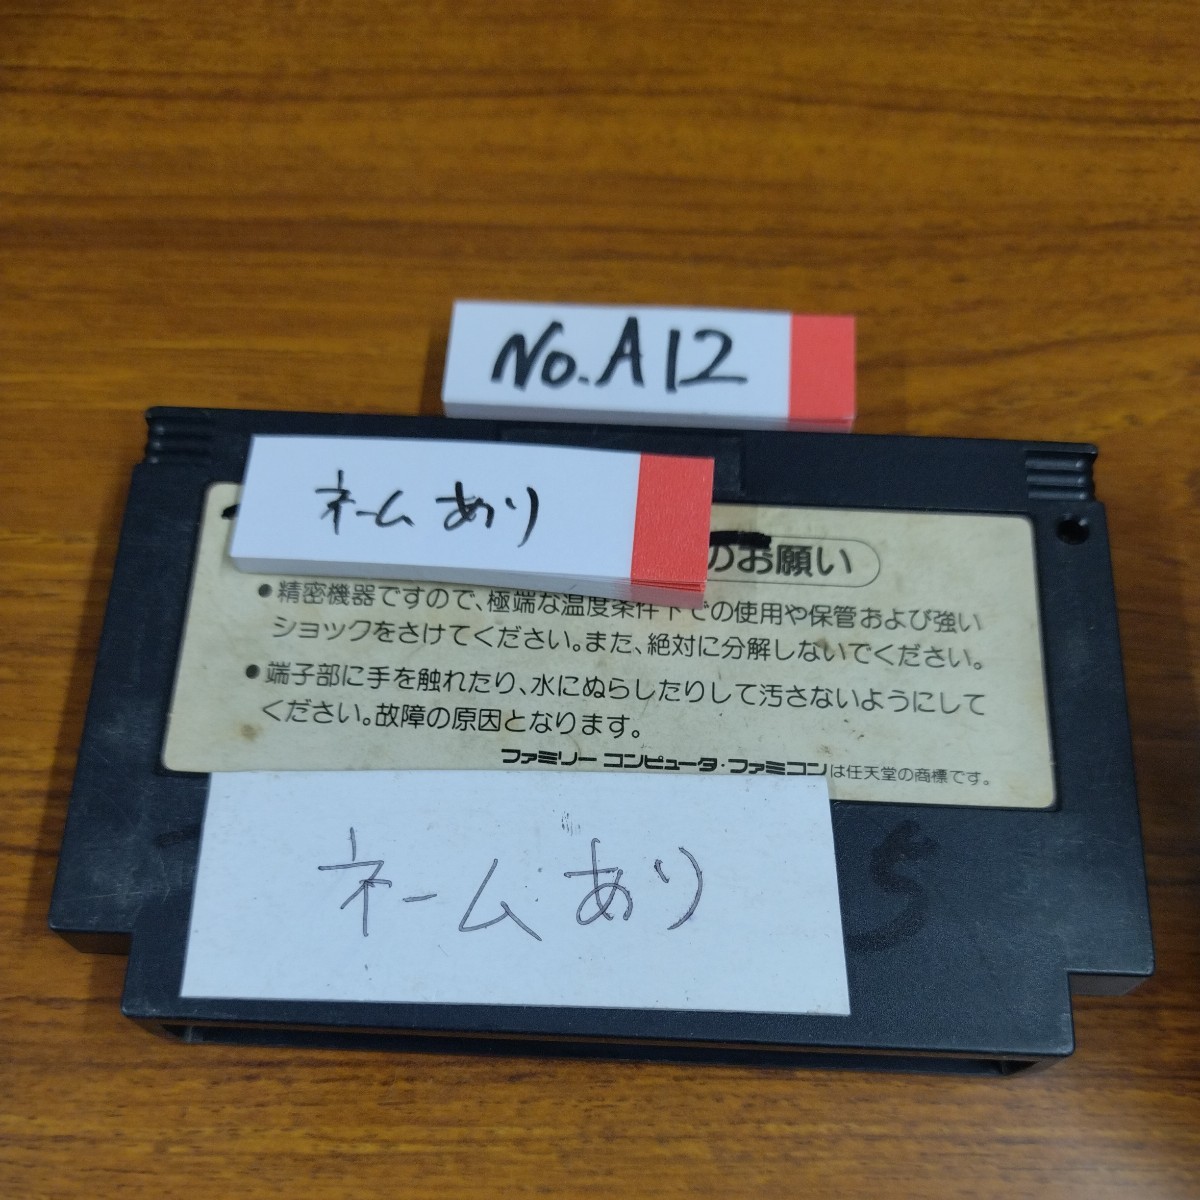 No. A12
ネームあり
のお願い
●精密機器ですので、極端な温度条件下での使用や保管および強い
ショックをさけてください。また、絶対に分解しないでください。
●端子部に手を触れたり、水にぬらしたりして汚さないようにして
ください。故障の原因となります。
ファミリーコンピュータ・ファミコンは任天堂の商標です。
ネームあり
S